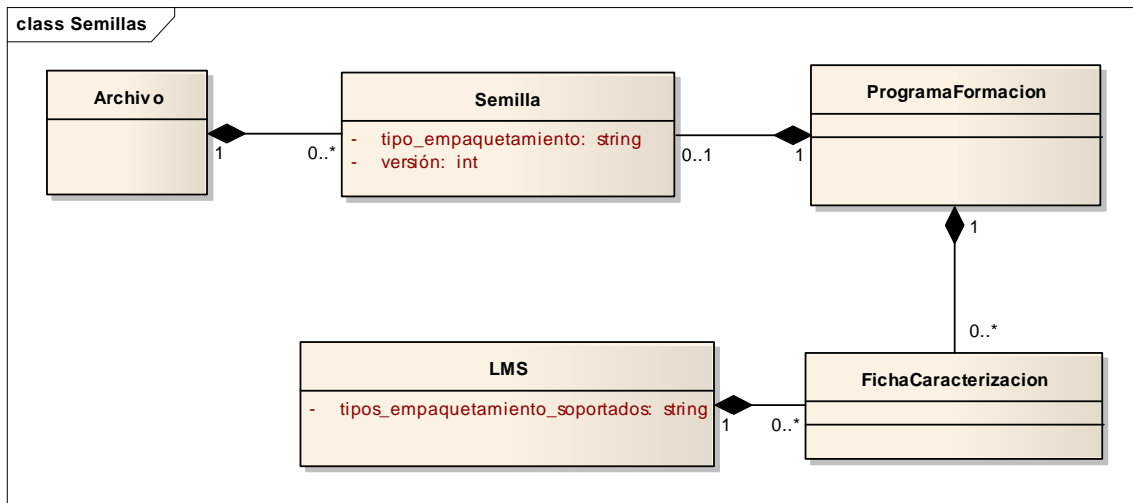 class Semillas
Archivo
1
0..*
Semilla
- tipo_empaquetamiento: string
- versión: int
0..1
1
ProgramaFormacion
1
0..*
LMS
- tipos_empaquetamiento_soportados: string
1
0..*
FichaCaracterizacion